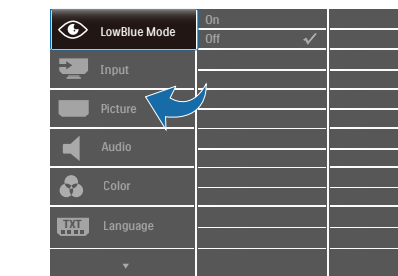 LowBlue Mode
On
Off
Input
Picture
Audio
Color
TXT
Language